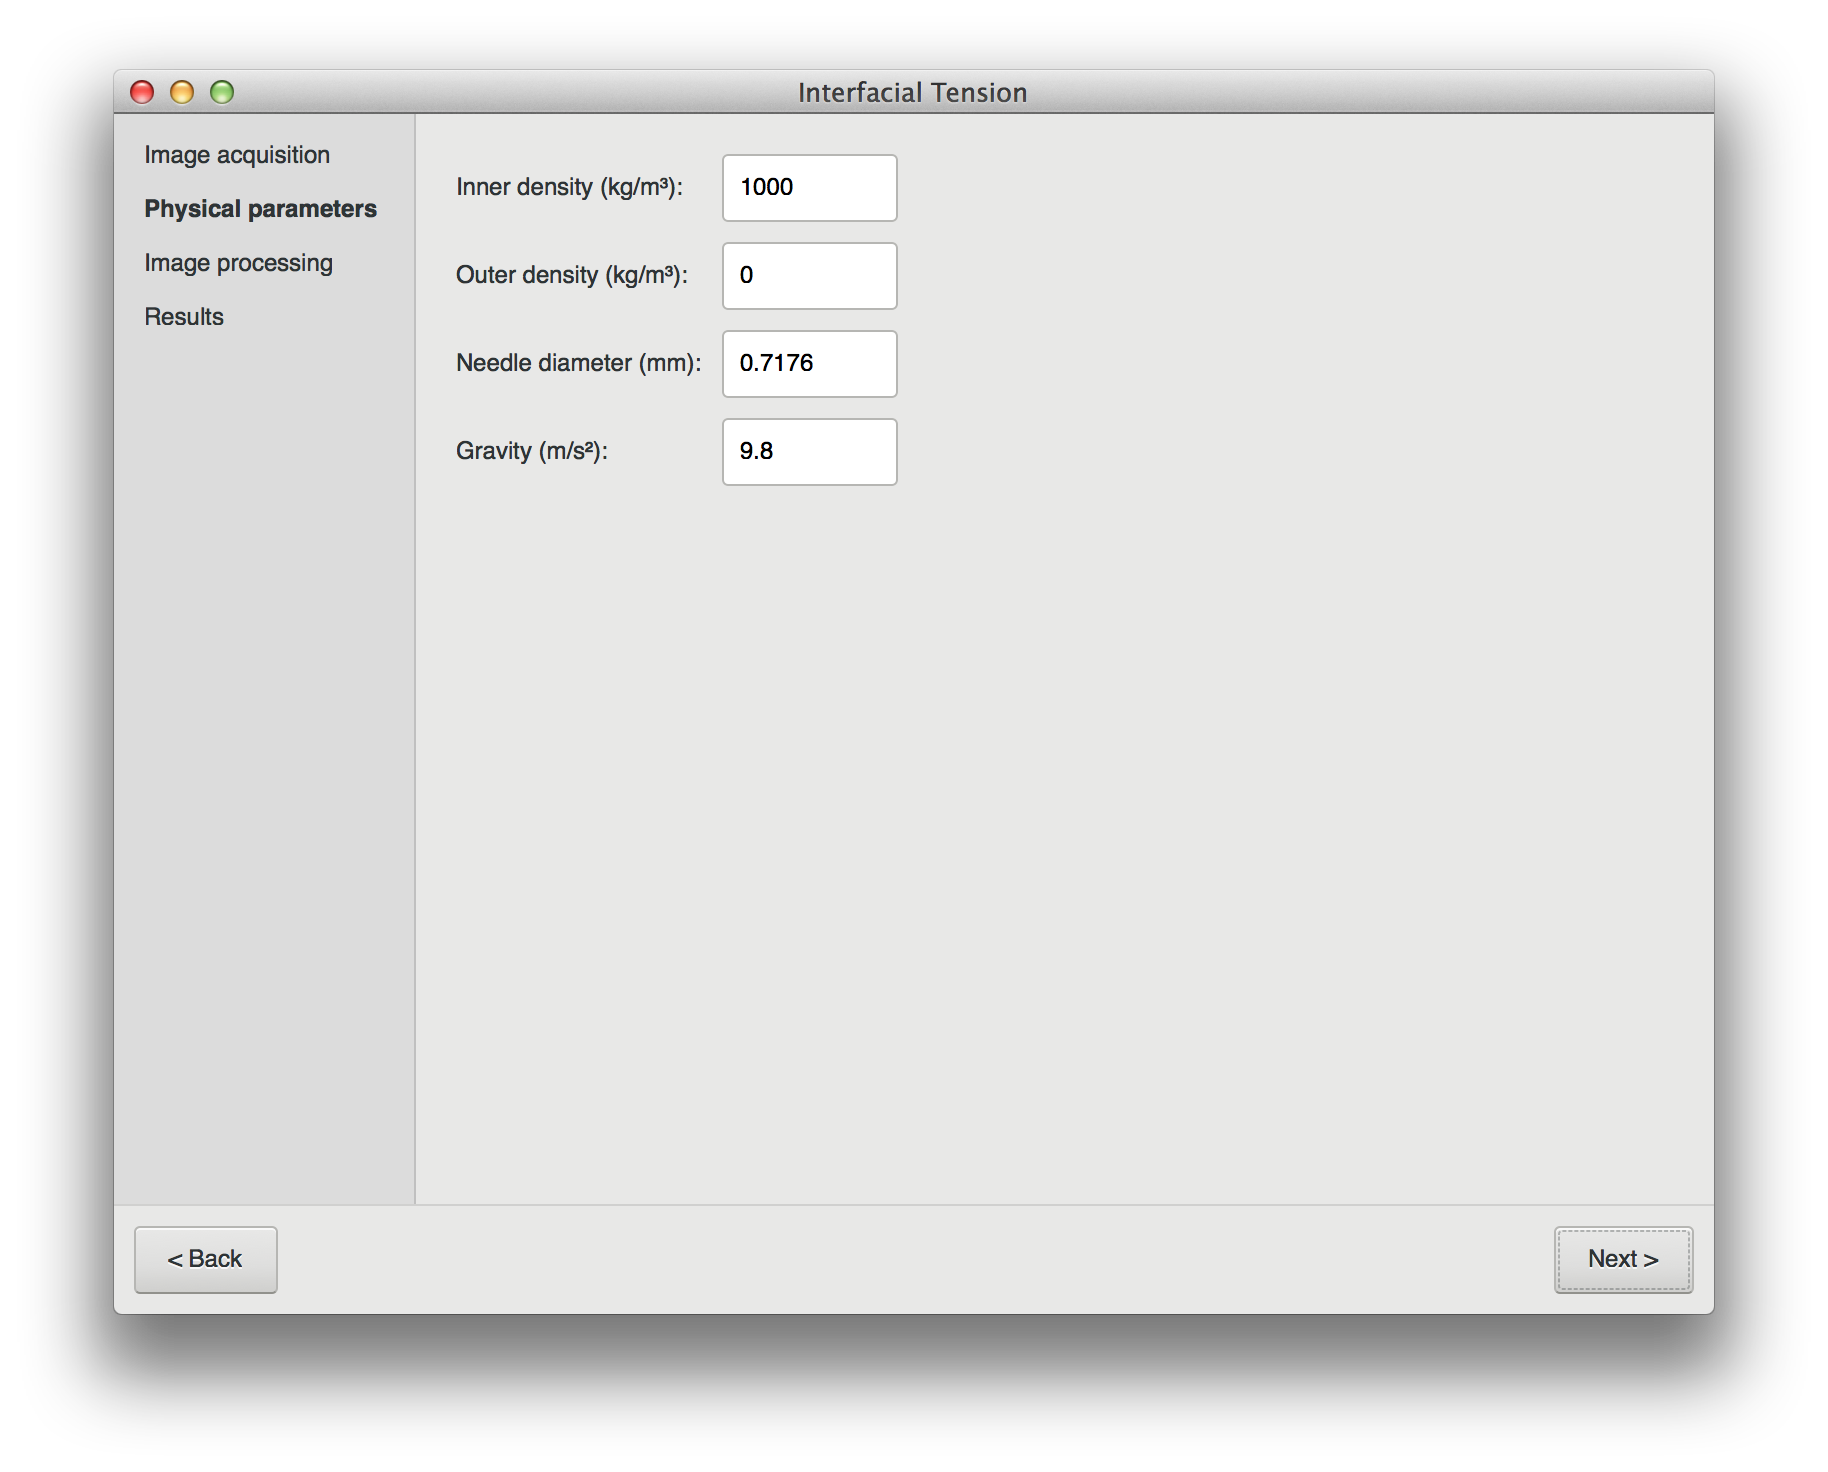 Interfacial Tension
Image acquisition
Physical parameters
Image processing
Results
Inner density (kg/m³): 1000
Outer density (kg/m³): 0
Needle diameter (mm): 0.7176
Gravity (m/s²): 9.8
< Back
Next >